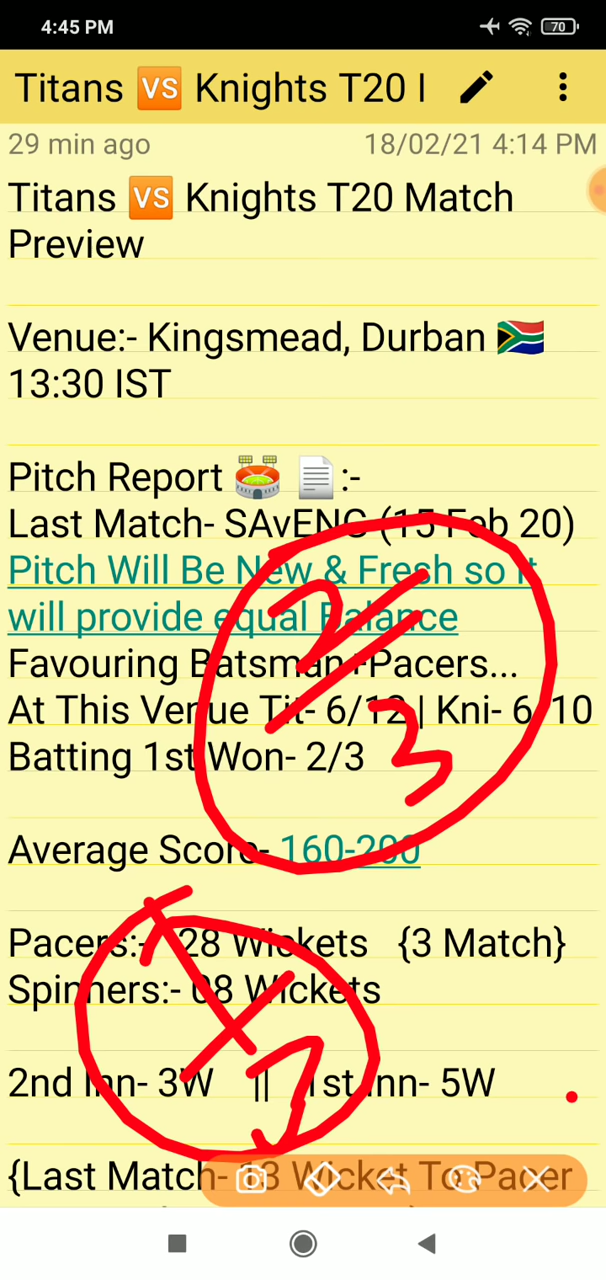 4:45 PM
70
Titans 🆚 Knights T20 I
29 min ago 18/02/21 4:14 PM
Titans 🆚 Knights T20 Match
Preview
Venue:- Kingsmead, Durban 🇿🇦
13:30 IST
Pitch Report 🏟️ 📄:-
Last Match- SAvENG (15 Feb 20)
Pitch Will Be New & Fresh so it
will provide equal Balance
Favouring Batsman+Pacers...
At This Venue Tit- 6/12 | Kni- 6/10
Batting 1st Won- 2/3
2/3
Average Score- 160-200
Pacers:- 28 Wickets {3 Match}
Spinners:- 08 Wickets
2nd Inn- 3W || 1st Inn- 5W
{Last Match- 13 Wicket To Pacer